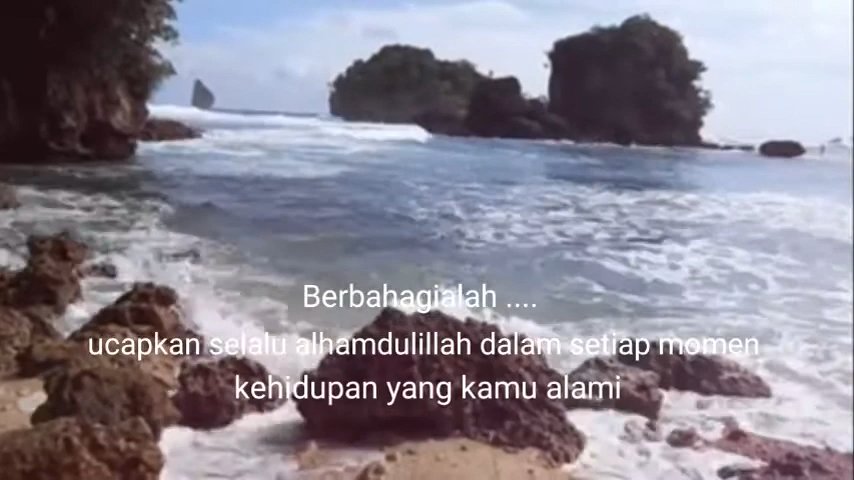 Berbahagialah ....
ucapkan selalu alhamdulillah dalam setiap momen
kehidupan yang kamu alami